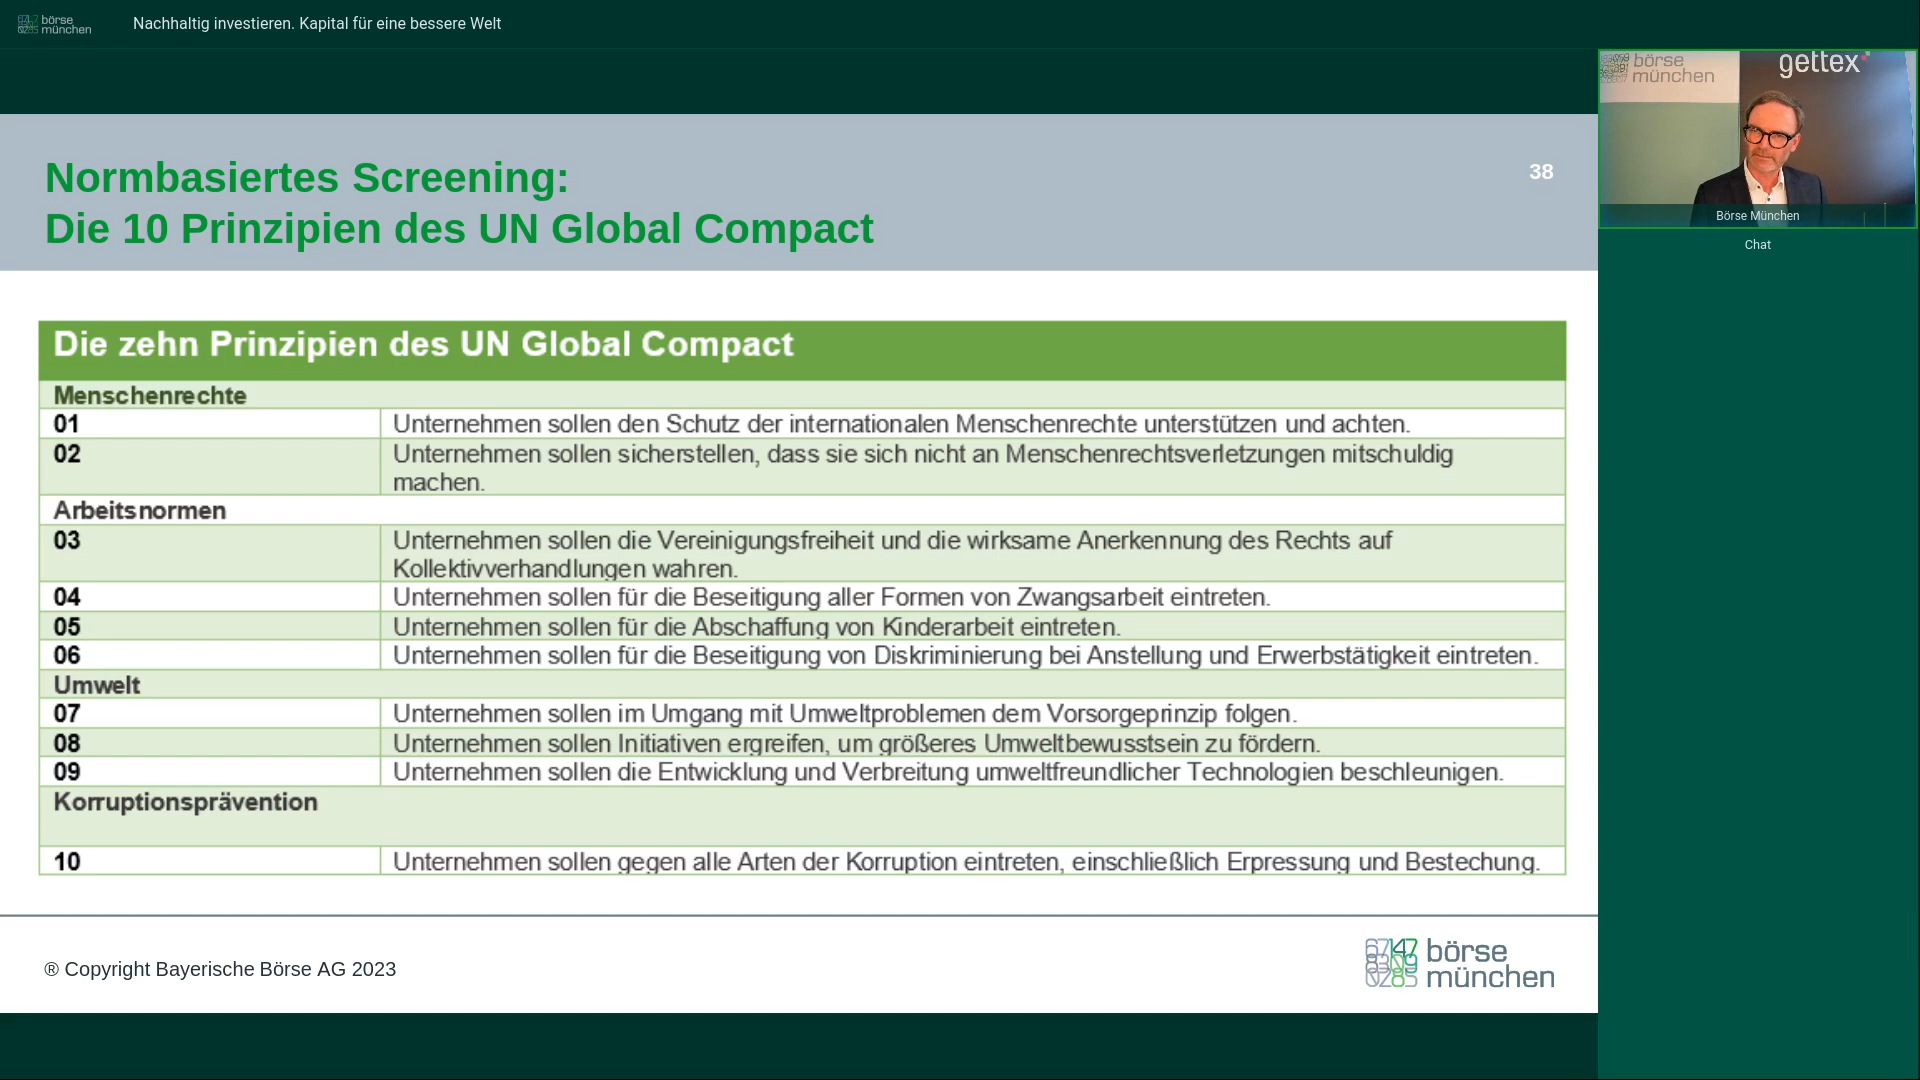 börse
münchen
Nachhaltig investieren. Kapital für eine bessere Welt
börse
münchen
gettex
Börse München
Chat
Normbasiertes Screening:
38
Die 10 Prinzipien des UN Global Compact
Die zehn Prinzipien des UN Global Compact
Menschenrechte
01 Unternehmen sollen den Schutz der internationalen Menschenrechte unterstützen und achten.
02 Unternehmen sollen sicherstellen, dass sie sich nicht an Menschenrechtsverletzungen mitschuldig
machen.
Arbeitsnormen
03 Unternehmen sollen die Vereinigungsfreiheit und die wirksame Anerkennung des Rechts auf
Kollektivverhandlungen wahren.
04 Unternehmen sollen für die Beseitigung aller Formen von Zwangsarbeit eintreten.
05 Unternehmen sollen für die Abschaffung von Kinderarbeit eintreten.
06 Unternehmen sollen für die Beseitigung von Diskriminierung bei Anstellung und Erwerbstätigkeit eintreten.
Umwelt
07 Unternehmen sollen im Umgang mit Umweltproblemen dem Vorsorgeprinzip folgen.
08 Unternehmen sollen Initiativen ergreifen, um größeres Umweltbewusstsein zu fördern.
09 Unternehmen sollen die Entwicklung und Verbreitung umweltfreundlicher Technologien beschleunigen.
Korruptionsprävention
10 Unternehmen sollen gegen alle Arten der Korruption eintreten, einschließlich Erpressung und Bestechung.
® Copyright Bayerische Börse AG 2023
börse
münchen